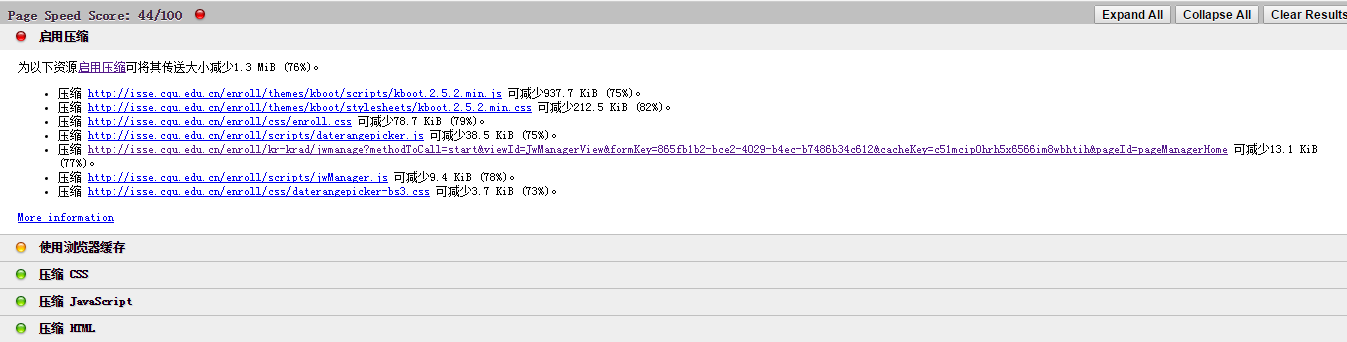 Page Speed Score: 44/100
Expand All Collapse All Clear Results
启用压缩
为以下资源启用压缩可将其传送大小减少1.3 MiB (76%)。
• 压缩 http://isse.cqu.edu.cn/enroll/themes/kboot/scripts/kboot.2.5.2.min.js 可减少937.7 KiB (75%)。
• 压缩 http://isse.cqu.edu.cn/enroll/themes/kboot/stylesheets/kboot.2.5.2.min.css 可减少212.5 KiB (82%)。
• 压缩 http://isse.cqu.edu.cn/enroll/css/enroll.css 可减少78.7 KiB (79%)。
• 压缩 http://isse.cqu.edu.cn/enroll/scripts/daterangepicker.js 可减少38.5 KiB (75%)。
• 压缩 http://isse.cqu.edu.cn/enroll/kr-krad/jwmanage?methodToCall=start&viewId=JwManagerView&formKey=865fb1b2-bce2-4029-b4ec-b7486b34c612&cacheKey=c51mcip0hrh5x6566im8wbhtih&pageId=pageManagerHome 可减少13.1 KiB
(77%)。
• 压缩 http://isse.cqu.edu.cn/enroll/scripts/jwManager.js 可减少9.4 KiB (78%)。
• 压缩 http://isse.cqu.edu.cn/enroll/css/daterangepicker-bs3.css 可减少3.7 KiB (73%)。
More information
使用浏览器缓存
压缩 CSS
压缩 JavaScript
压缩 HTML